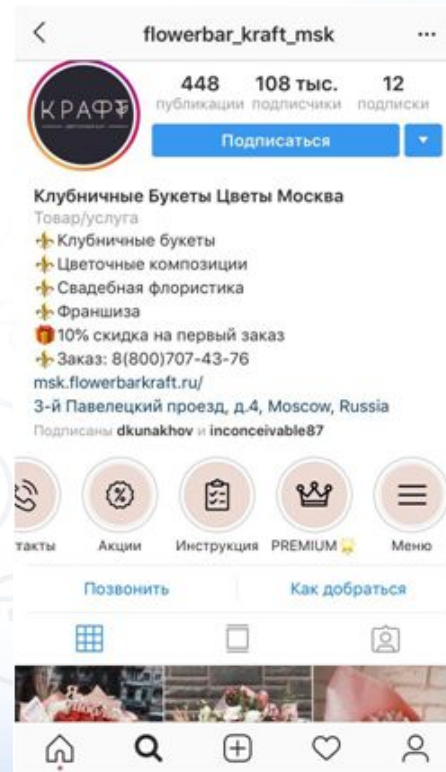 flowerbar_kraft_msk
КРАФТ
448 108 тыс. 12
публикации подписчики подписки
Подписаться
Клубничные Букеты Цветы Москва
Товар/услуга
Клубничные букеты
Цветочные композиции
Свадебная флористика
Франшиза
10% скидка на первый заказ
Заказ: 8(800)707-43-76
msk.flowerbarkraft.ru/
3-й Павелецкий проезд, д.4, Moscow, Russia
Подписаны dkunakhov и inconceivable87
такты Акции Инструкция PREMIUM Меню
Позвонить Как добраться